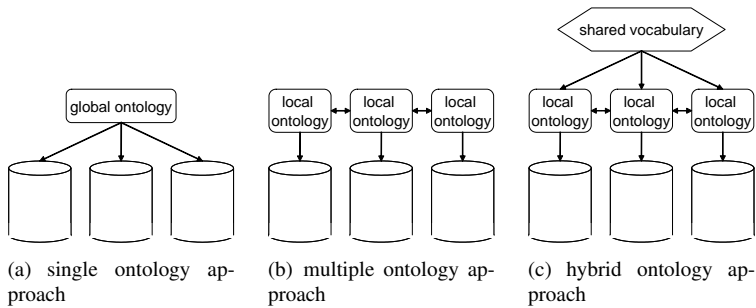 shared vocabulary
global ontology
local
ontology
local
ontology
local
ontology
local
ontology
local
ontology
local
ontology
(a) single ontology ap-
proach
(b) multiple ontology ap-
proach
(c) hybrid ontology ap-
proach